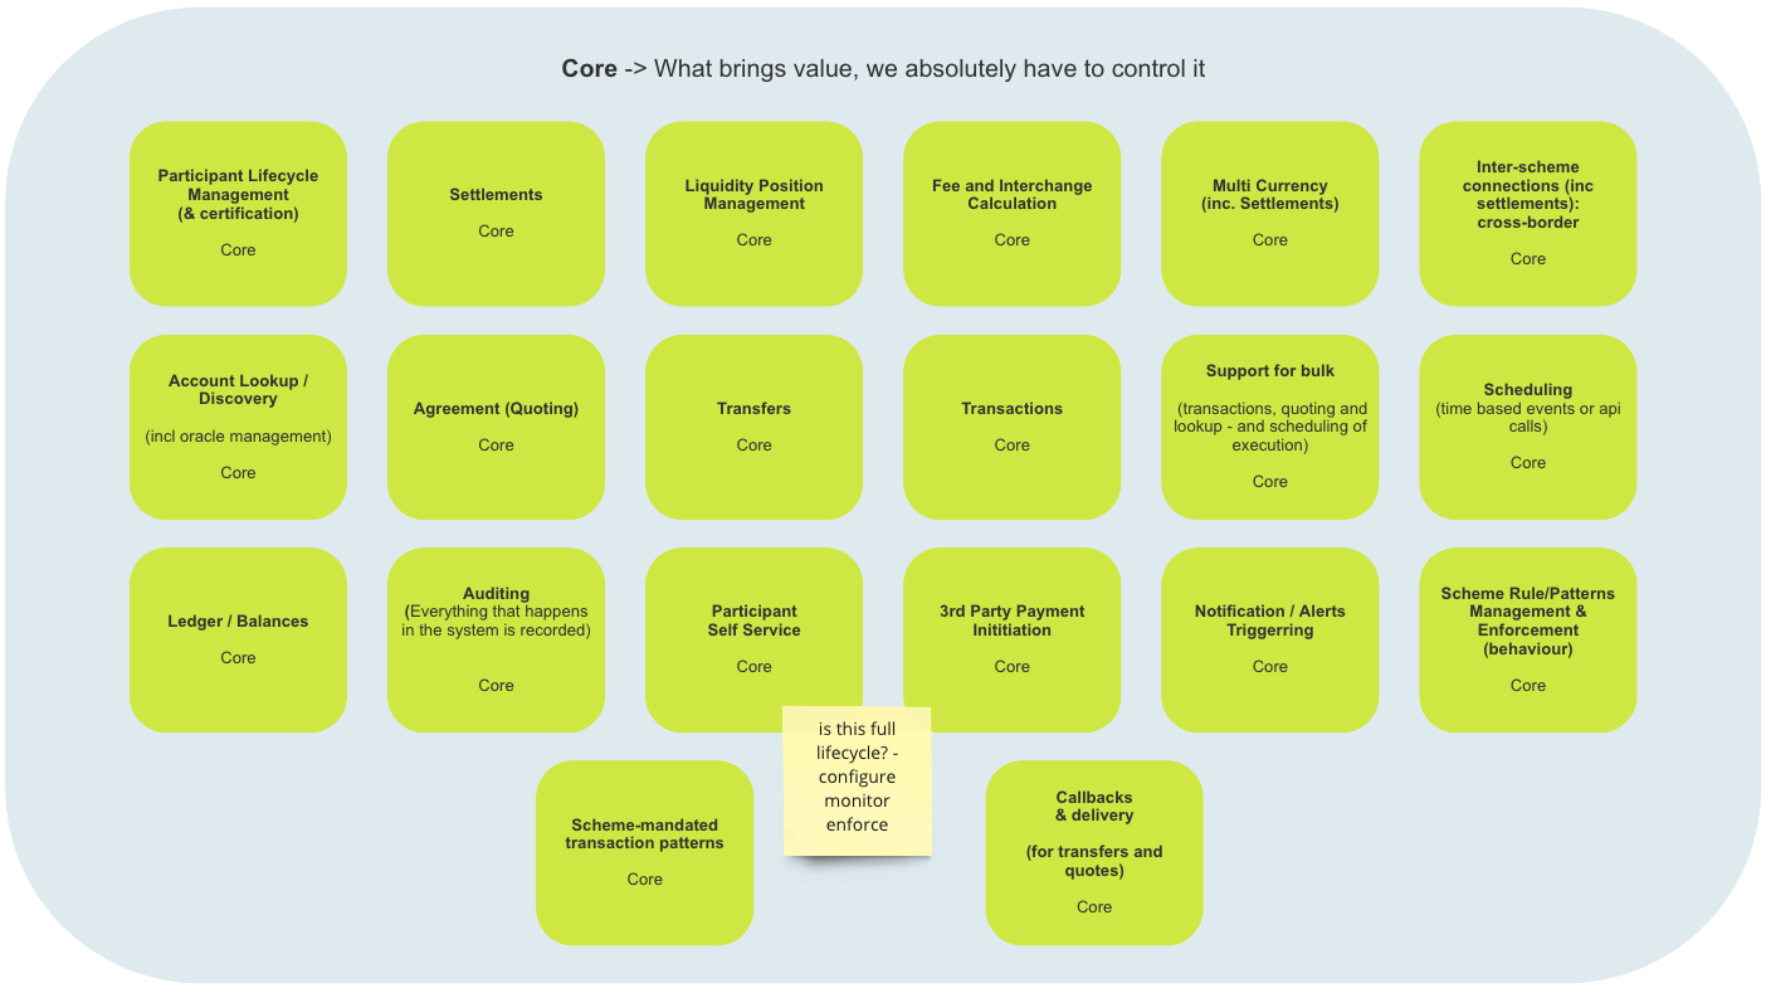 Core -> What brings value, we absolutely have to control it
Participant Lifecycle
Management
(& certification)
Core
Settlements
Core
Liquidity Position
Management
Core
Fee and Interchange
Calculation
Core
Multi Currency
(inc. Settlements)
Core
Inter-scheme
connections (inc
settlements):
cross-border
Core
Account Lookup /
Discovery
(incl oracle management)
Core
Agreement (Quoting)
Core
Transfers
Core
Transactions
Core
Support for bulk
(transactions, quoting and
lookup - and scheduling of
execution)
Core
Scheduling
(time based events or api
calls)
Core
Ledger / Balances
Core
Auditing
(Everything that happens
in the system is recorded)
Core
Participant
Self Service
Core
3rd Party Payment
Inititiation
Core
Notification / Alerts
Triggerring
Core
Scheme Rule/Patterns
Management &
Enforcement
(behaviour)
Core
Scheme-mandated
transaction patterns
Core
is this full
lifecycle? -
configure
monitor
enforce
Callbacks
& delivery
(for transfers and
quotes)
Core